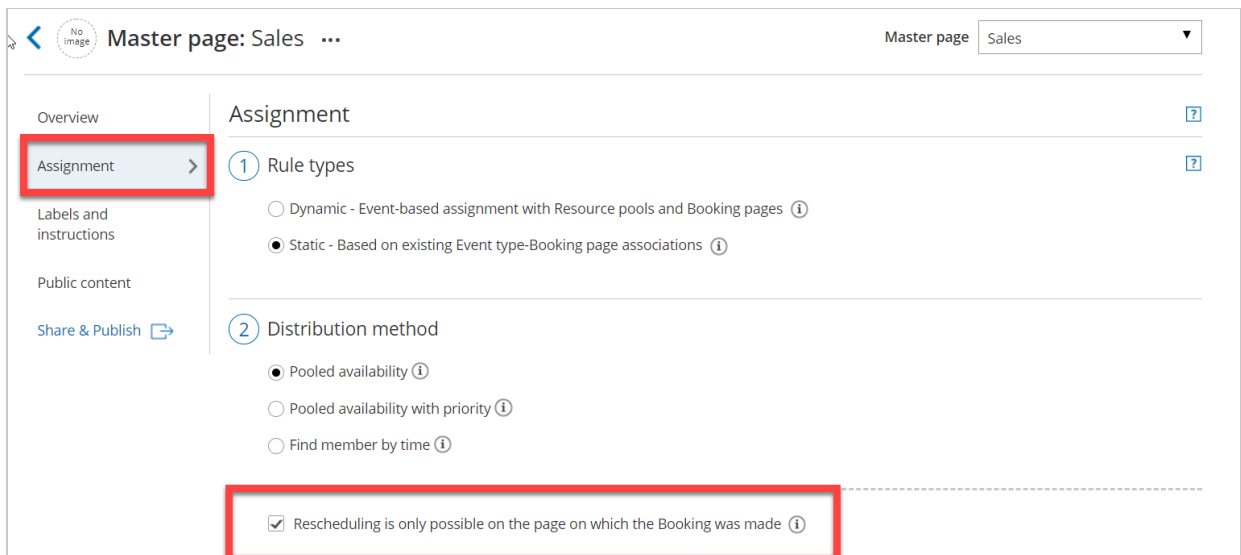 No image
Master page: Sales ...
Master page
Sales
Overview
Assignment
Labels and
instructions
Public content
Share & Publish
Assignment
?
1 Rule types
?
Dynamic - Event-based assignment with Resource pools and Booking pages i
Static - Based on existing Event type-Booking page associations i
2 Distribution method
Pooled availability i
Pooled availability with priority i
Find member by time i
Rescheduling is only possible on the page on which the Booking was made i